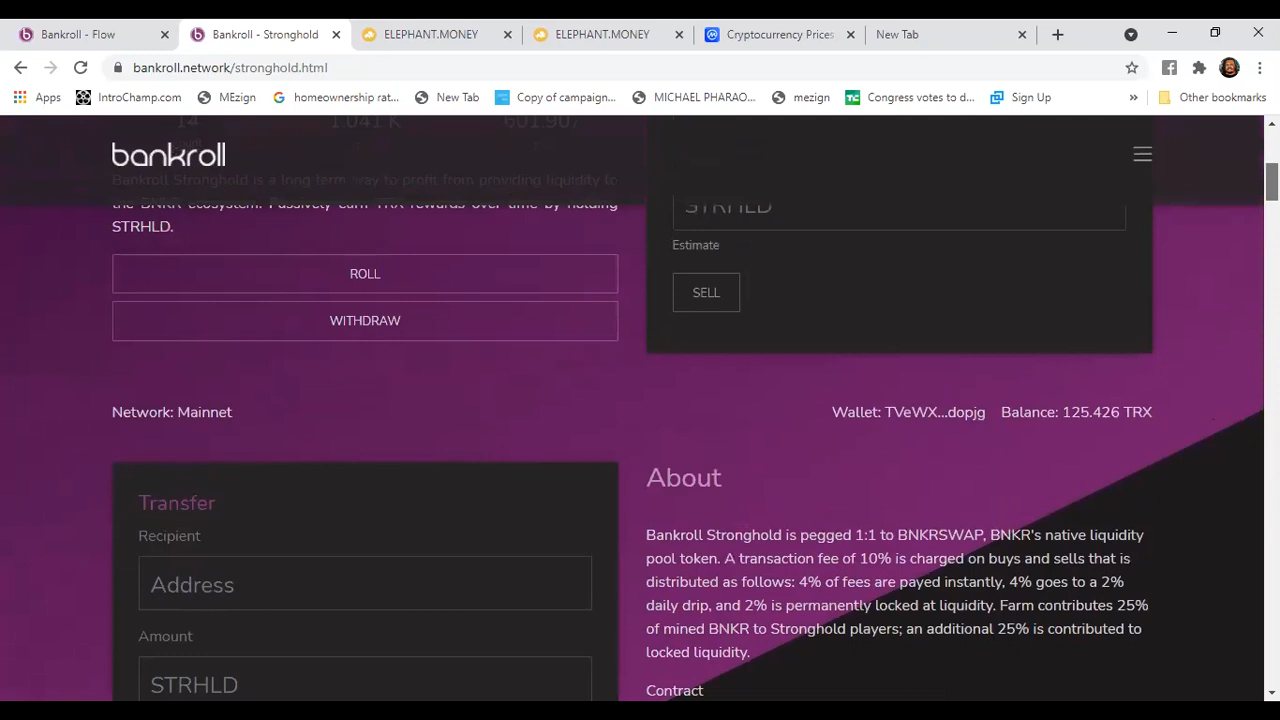 Bankroll - Flow
Bankroll - Stronghold
ELEPHANT.MONEY
ELEPHANT.MONEY
Cryptocurrency Prices
New Tab
bankroll.network/stronghold.html
Apps
IntroChamp.com
MEzign
homeownership rat...
New Tab
Copy of campaign...
MICHAEL PHARAO...
mezign
Congress votes to d...
Sign Up
»
Other bookmarks
14
1.041 K
601.907
bankroll
Bankroll Stronghold is a long term way to profit from providing liquidity to
the BNKR ecosystem. Passively earn TRX rewards over time by holding
STRHLD.
ROLL
WITHDRAW
STRHLD
Estimate
SELL
Network: Mainnet
Wallet: TVeWX...dopjg
Balance: 125.426 TRX
Transfer
Recipient
Address
Amount
STRHLD
About
Bankroll Stronghold is pegged 1:1 to BNKRSWAP, BNKR's native liquidity
pool token. A transaction fee of 10% is charged on buys and sells that is
distributed as follows: 4% of fees are payed instantly, 4% goes to a 2%
daily drip, and 2% is permanently locked at liquidity. Farm contributes 25%
of mined BNKR to Stronghold players; an additional 25% is contributed to
locked liquidity.
Contract